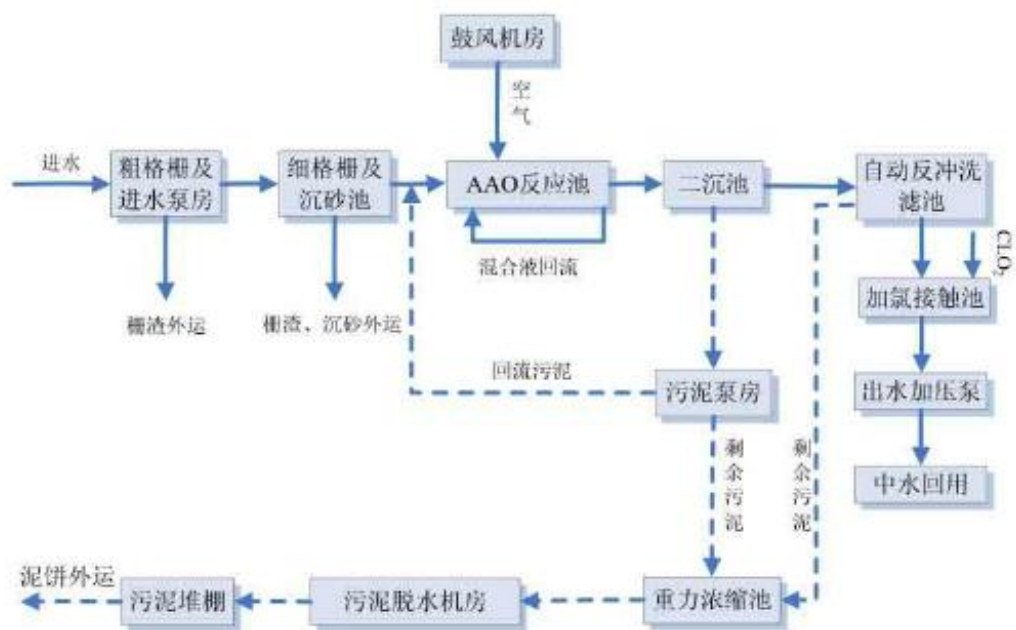 鼓风机房
空气
进水
粗格栅及
进水泵房
细格栅及
沉砂池
AAO反应池
二沉池
自动反冲洗
滤池
混合液回流
CLO₂
栅渣外运
栅渣、沉砂外运
加氯接触池
回流污泥
污泥泵房
出水加压泵
剩余污泥
剩余污泥
中水回用
泥饼外运
污泥堆棚
污泥脱水机房
重力浓缩池